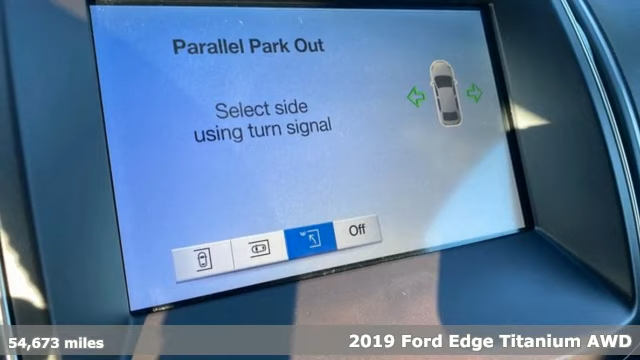 Parallel Park Out
Select side
using turn signal
Off
54,673 miles
2019 Ford Edge Titanium AWD